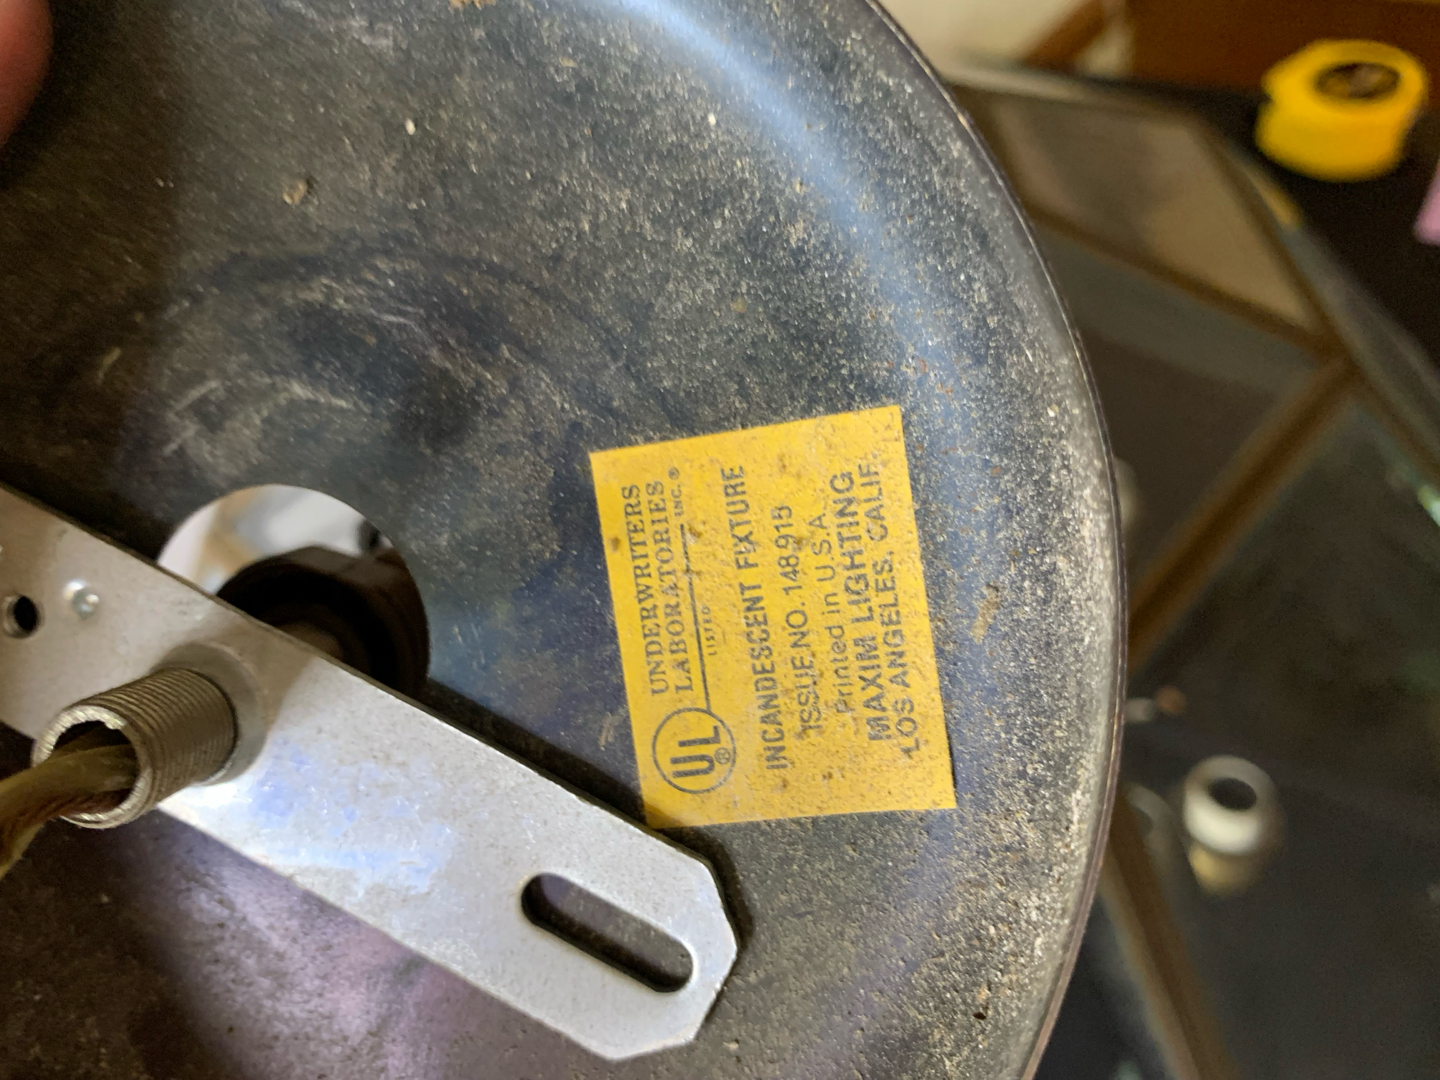 UNDERWRITERS
LABORATORIES INC.®
UL®
LISTED
INCANDESCENT FIXTURE
ISSUE NO. 148,915
Printed in U.S.A.
MAXIM LIGHTING
LOS ANGELES, CALIF.